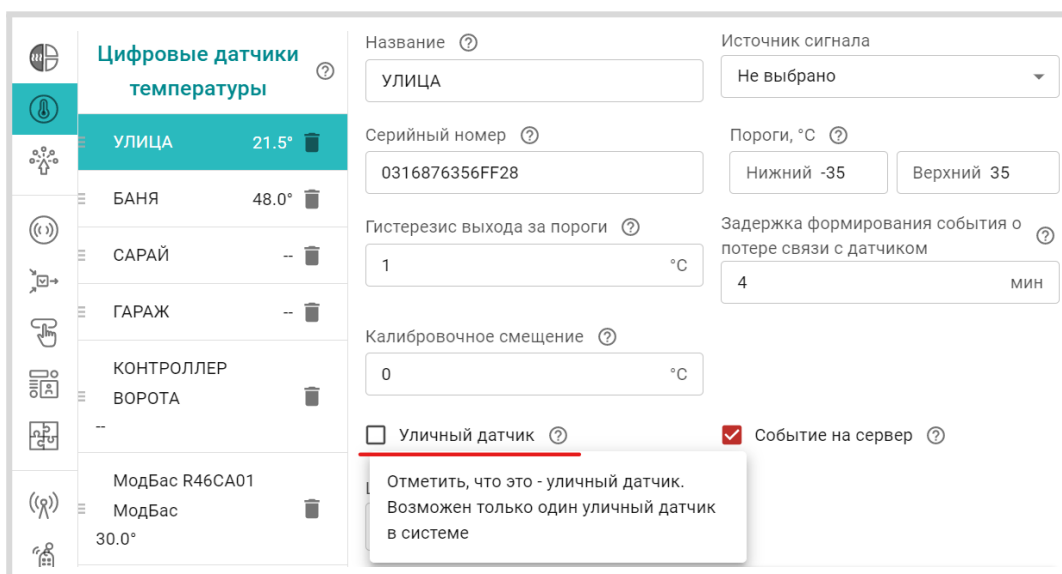 Цифровые датчики
температуры
УЛИЦА 21.5°
БАНЯ 48.0°
САРАЙ --
ГАРАЖ --
КОНТРОЛЛЕР
ВОРОТА
--
МодБас R46CA01
МодБас
30.0°
Название
УЛИЦА
Источник сигнала
Не выбрано
Серийный номер
0316876356FF28
Пороги, °C
Нижний -35
Верхний 35
Гистерезис выхода за пороги
1 °C
Задержка формирования события о
потере связи с датчиком
4 мин
Калибровочное смещение
0 °C
Уличный датчик
Событие на сервер
Отметить, что это - уличный датчик.
Возможен только один уличный датчик
в системе